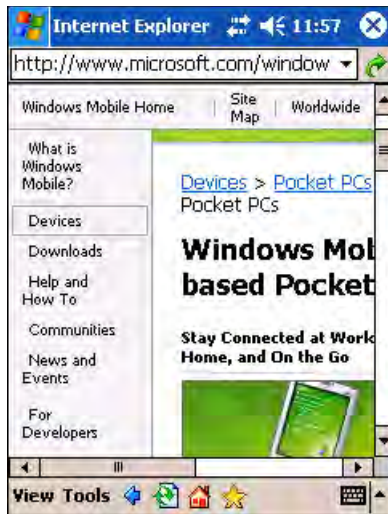 Internet Explorer 11:57
http://www.microsoft.com/window
Windows Mobile Home | Site Map | Worldwide
What is
Windows
Mobile?
Devices
Downloads
Help and
How To
Communities
News and
Events
For
Developers
Devices > Pocket PCs
Pocket PCs
Windows Mob
based Pocket
Stay Connected at Work
Home, and On the Go
View Tools